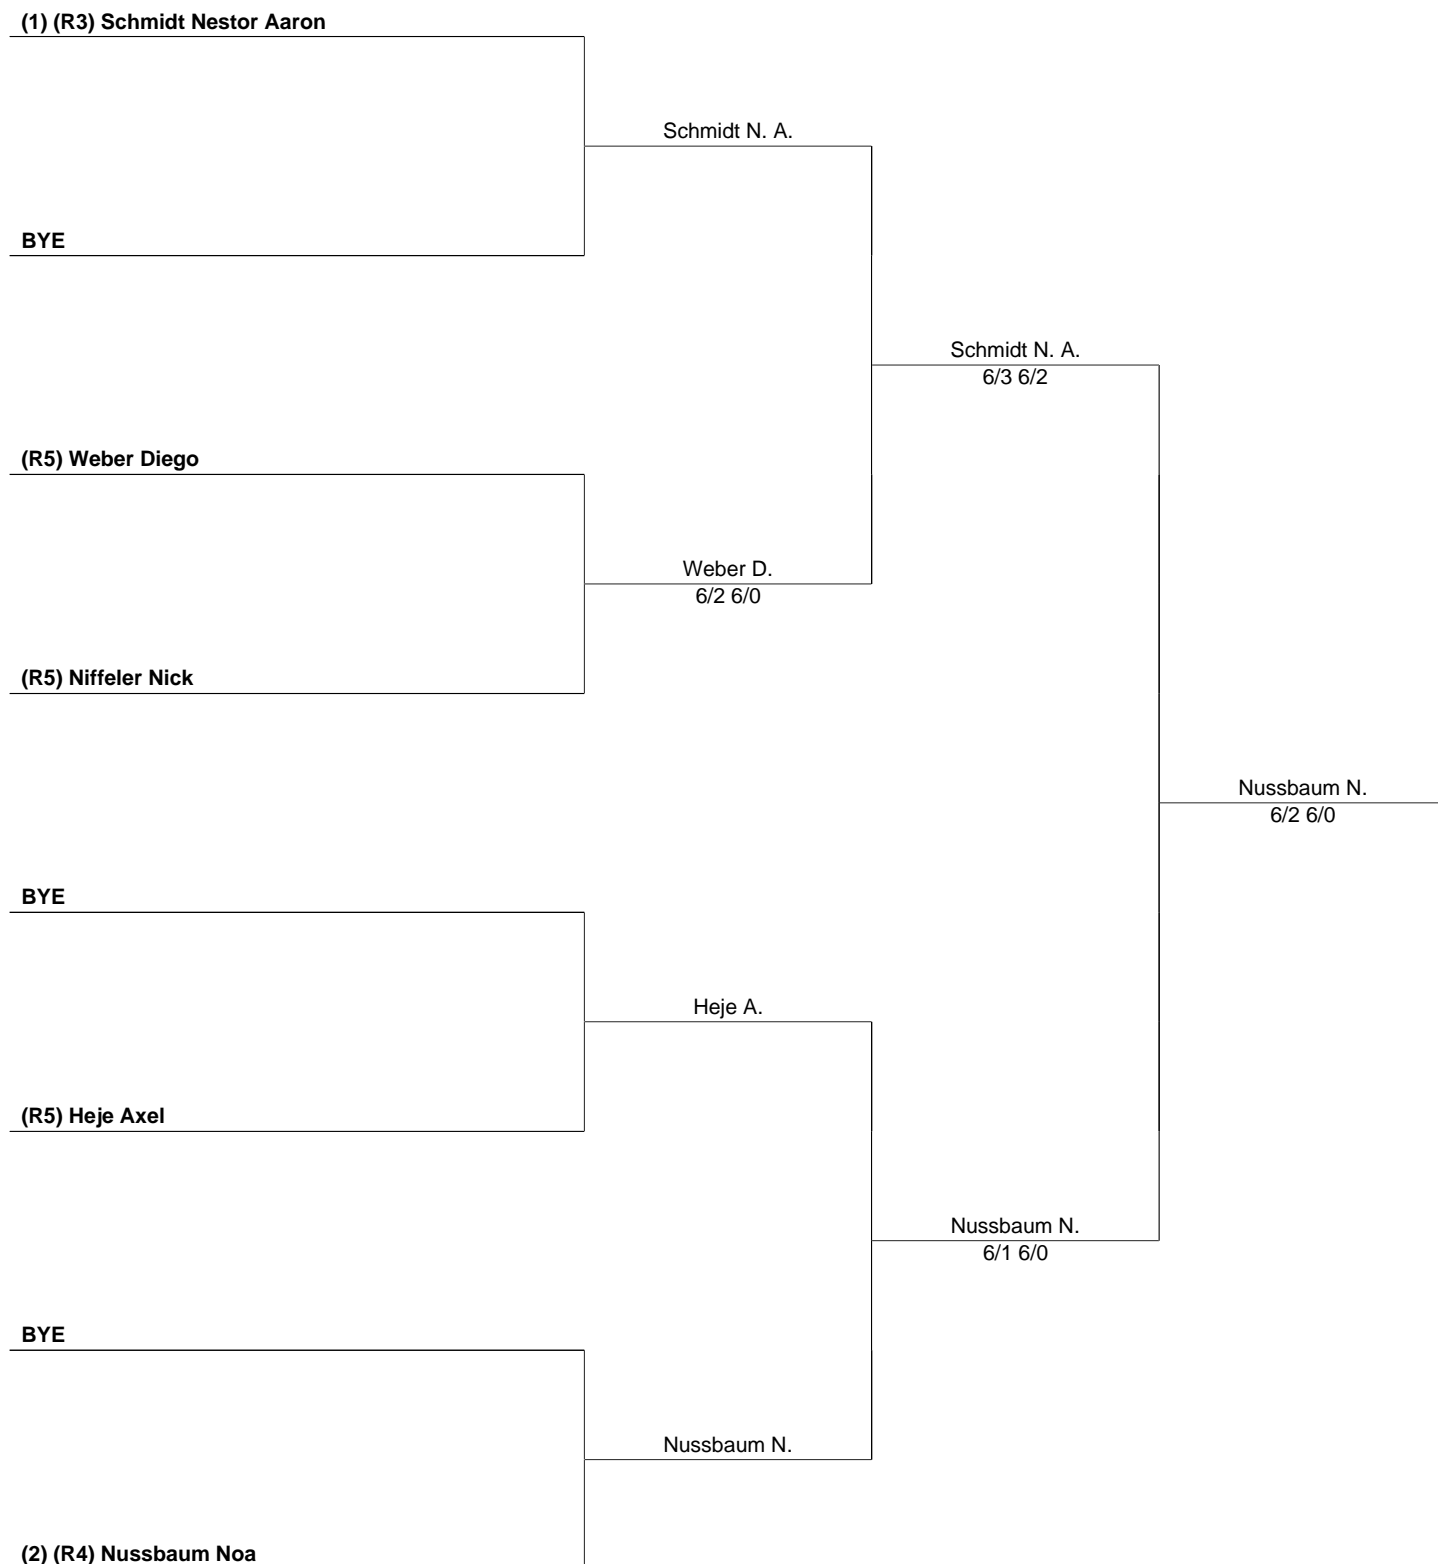 (1) (R3) Schmidt Nestor Aaron
Schmidt N. A.
BYE
Schmidt N. A.
6/3 6/2
(R5) Weber Diego
Weber D.
6/2 6/0
(R5) Niffeler Nick
Nussbaum N.
6/2 6/0
BYE
Heje A.
(R5) Heje Axel
Nussbaum N.
6/1 6/0
BYE
Nussbaum N.
(2) (R4) Nussbaum Noa